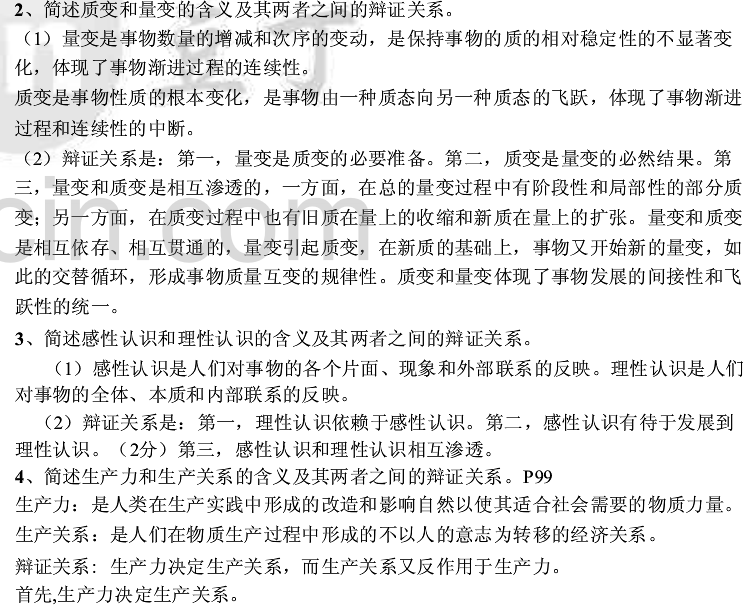 2、简述质变和量变的含义及其两者之间的辩证关系。
（1）量变是事物数量的增减和次序的变动，是保持事物的质的相对稳定性的不显著变
化，体现了事物渐进过程的连续性。
质变是事物性质的根本变化，是事物由一种质态向另一种质态的飞跃，体现了事物渐进
过程和连续性的中断。
（2）辩证关系是：第一，量变是质变的必要准备。第二，质变是量变的必然结果。第
三，量变和质变是相互渗透的，一方面，在总的量变过程中有阶段性和局部性的部分质
变；另一方面，在质变过程中也有旧质在量上的收缩和新质在量上的扩张。量变和质变
是相互依存、相互贯通的，量变引起质变，在新质的基础上，事物又开始新的量变，如
此的交替循环，形成事物质量互变的规律性。质变和量变体现了事物发展的间接性和飞
跃性的统一。
3、简述感性认识和理性认识的含义及其两者之间的辩证关系。
（1）感性认识是人们对事物的各个片面、现象和外部联系的反映。理性认识是人们
对事物的全体、本质和内部联系的反映。
（2）辩证关系是：第一，理性认识依赖于感性认识。第二，感性认识有待于发展到
理性认识。（2分）第三，感性认识和理性认识相互渗透。
4、简述生产力和生产关系的含义及其两者之间的辩证关系。P99
生产力：是人类在生产实践中形成的改造和影响自然以使其适合社会需要的物质力量。
生产关系：是人们在物质生产过程中形成的不以人的意志为转移的经济关系。
辩证关系：生产力决定生产关系，而生产关系又反作用于生产力。
首先,生产力决定生产关系。
cin.com